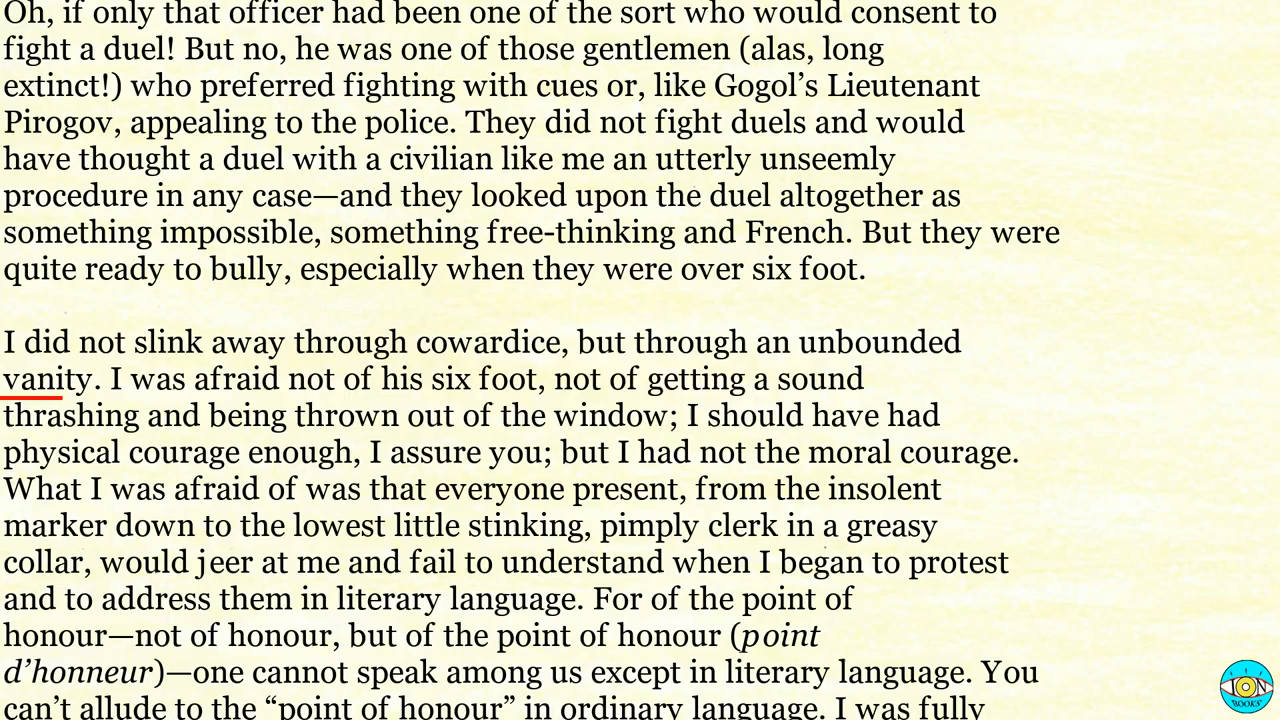 Oh, if only that officer had been one of the sort who would consent to
fight a duel! But no, he was one of those gentlemen (alas, long
extinct!) who preferred fighting with cues or, like Gogol’s Lieutenant
Pirogov, appealing to the police. They did not fight duels and would
have thought a duel with a civilian like me an utterly unseemly
procedure in any case—and they looked upon the duel altogether as
something impossible, something free-thinking and French. But they were
quite ready to bully, especially when they were over six foot.
I did not slink away through cowardice, but through an unbounded
vanity. I was afraid not of his six foot, not of getting a sound
thrashing and being thrown out of the window; I should have had
physical courage enough, I assure you; but I had not the moral courage.
What I was afraid of was that everyone present, from the insolent
marker down to the lowest little stinking, pimply clerk in a greasy
collar, would jeer at me and fail to understand when I began to protest
and to address them in literary language. For of the point of
honour—not of honour, but of the point of honour (point
d’honneur)—one cannot speak among us except in literary language. You
can’t allude to the “point of honour” in ordinary language. I was fully
ION
BOOKS